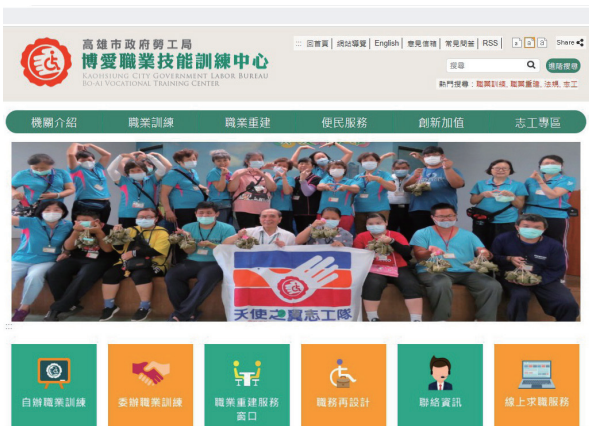 ::: 回首頁 | 網站導覽 | English | 意見信箱 | 常見問答 | RSS | a- a a+ Share
高雄市政府勞工局
博愛職業技能訓練中心
KAOHSIUNG CITY GOVERNMENT LABOR BUREAU
BO-AI VOCATIONAL TRAINING CENTER
搜尋 進階搜尋
熱門搜尋：職業訓練, 職業重建, 法規, 志工
機關介紹 職業訓練 職業重建 便民服務 創新加值 志工專區
天使之翼志工隊
:::
自辦職業訓練 委辦職業訓練 職業重建服務窗口 職務再設計 聯絡資訊 線上求職服務